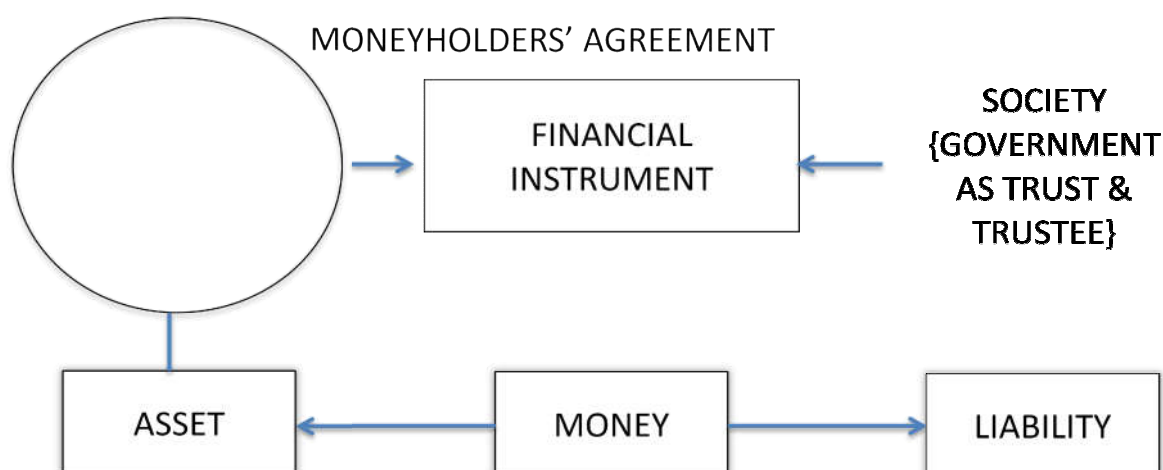 MONEYHOLDERS’ AGREEMENT
FINANCIAL
INSTRUMENT
SOCIETY
{GOVERNMENT
AS TRUST &
TRUSTEE}
ASSET
MONEY
LIABILITY